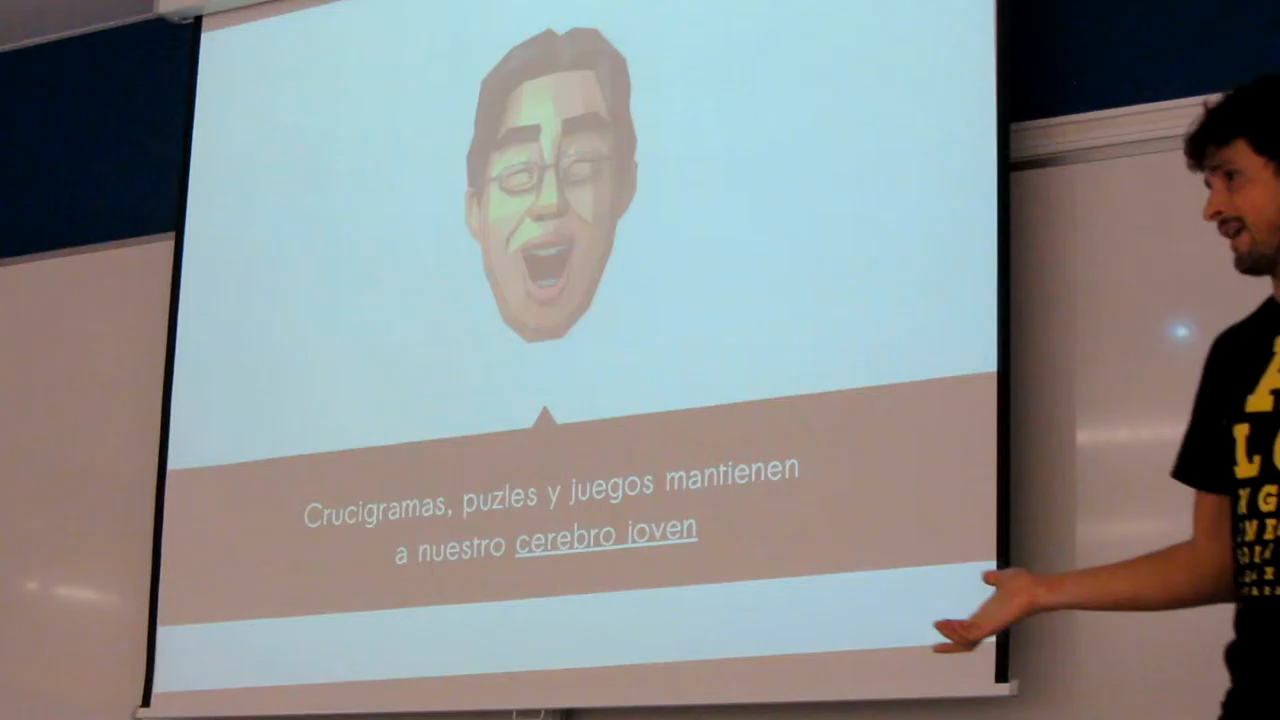 Crucigramas, puzles y juegos mantienen
a nuestro cerebro joven